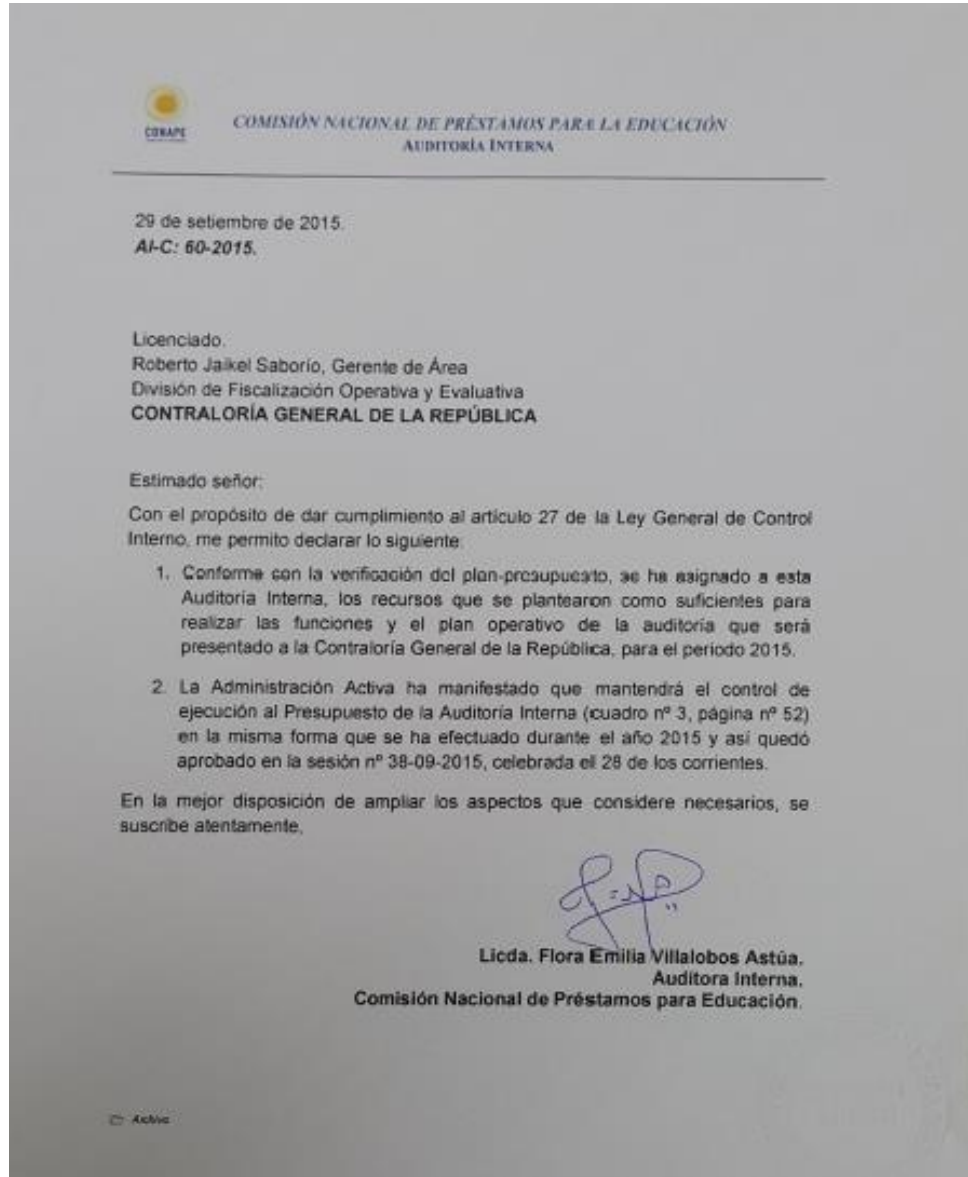 CONAPE
COMISIÓN NACIONAL DE PRÉSTAMOS PARA LA EDUCACIÓN
AUDITORÍA INTERNA
29 de setiembre de 2015.
AI-C: 60-2015.
Licenciado.
Roberto Jaikel Saborío, Gerente de Área
División de Fiscalización Operativa y Evaluativa
CONTRALORÍA GENERAL DE LA REPÚBLICA
Estimado señor:
Con el propósito de dar cumplimiento al artículo 27 de la Ley General de Control
Interno, me permito declarar lo siguiente:
1. Conforme con la verificación del plan-presupuesto, se ha asignado a esta
Auditoría Interna, los recursos que se plantearon como suficientes para
realizar las funciones y el plan operativo de la auditoría que será
presentado a la Contraloría General de la República, para el periodo 2015.
2. La Administración Activa ha manifestado que mantendrá el control de
ejecución al Presupuesto de la Auditoría Interna (cuadro nº 3, página nº 52)
en la misma forma que se ha efectuado durante el año 2015 y así quedó
aprobado en la sesión nº 38-09-2015, celebrada el 28 de los corrientes.
En la mejor disposición de ampliar los aspectos que considere necesarios, se
suscribe atentamente,
Licda. Flora Emilia Villalobos Astúa.
Auditora Interna.
Comisión Nacional de Préstamos para Educación.
Archivo